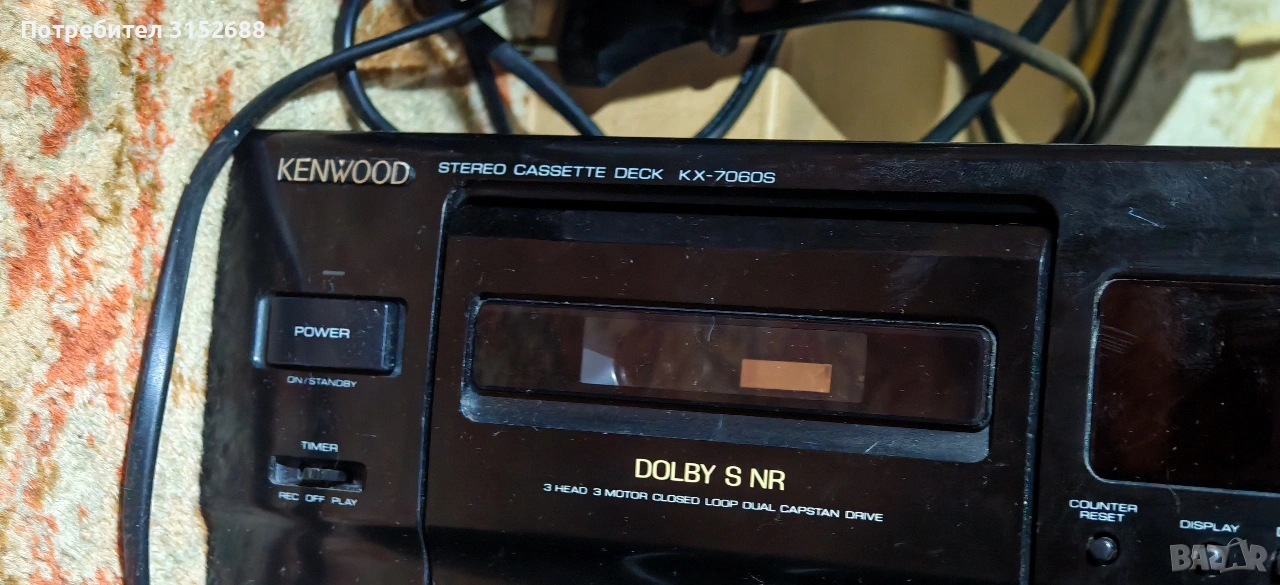 Потребител 3152688
KENWOOD STEREO CASSETTE DECK KX-7060S
POWER
ON/STANDBY
TIMER
REC OFF PLAY
DOLBY S NR
3 HEAD 3 MOTOR CLOSED LOOP DUAL CAPSTAN DRIVE
COUNTER
RESET
DISPLAY
BAZAR